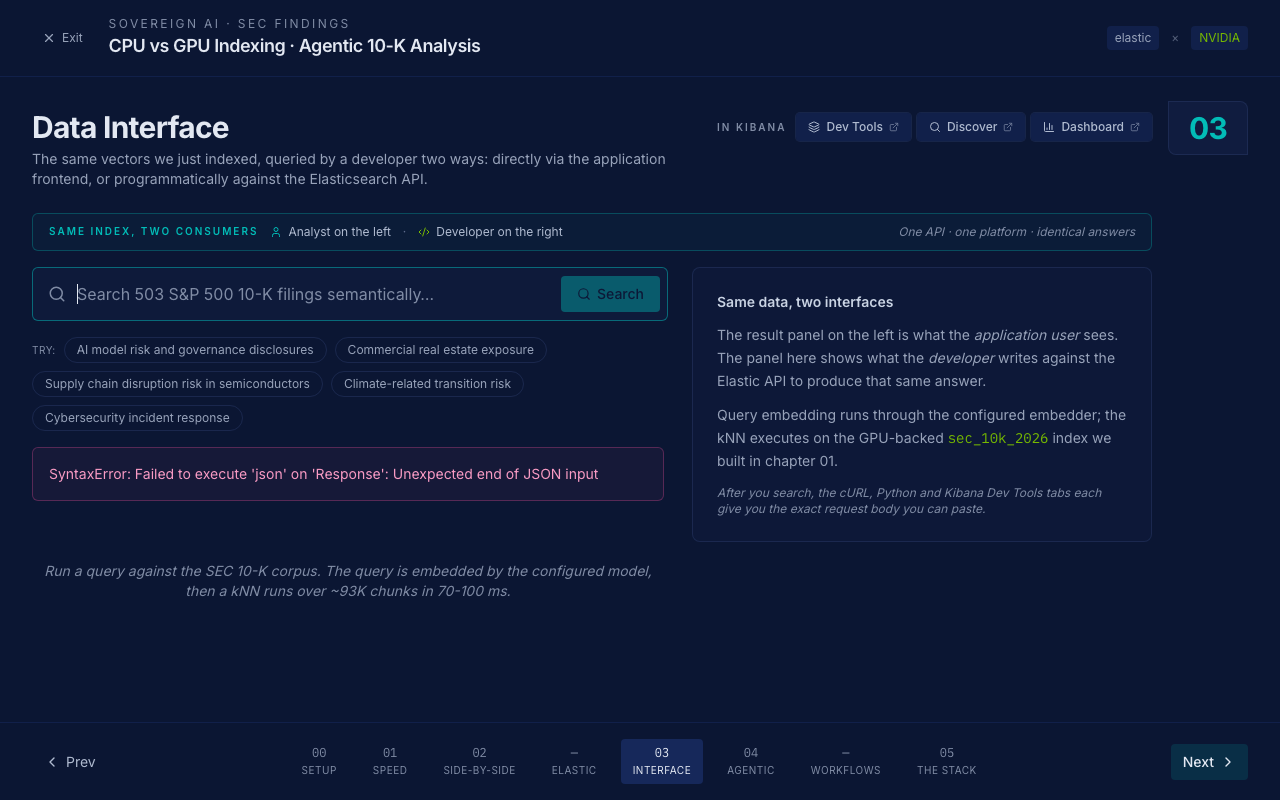 Exit
SOVEREIGN AI · SEC FINDINGS
CPU vs GPU Indexing · Agentic 10-K Analysis
elastic × NVIDIA
Data Interface
The same vectors we just indexed, queried by a developer two ways: directly via the application
frontend, or programmatically against the Elasticsearch API.
IN KIBANA Dev Tools Discover Dashboard
03
SAME INDEX, TWO CONSUMERS Analyst on the left · Developer on the right One API · one platform · identical answers
Search 503 S&P 500 10-K filings semantically... Search
TRY: AI model risk and governance disclosures Commercial real estate exposure
Supply chain disruption risk in semiconductors Climate-related transition risk
Cybersecurity incident response
SyntaxError: Failed to execute 'json' on 'Response': Unexpected end of JSON input
Run a query against the SEC 10-K corpus. The query is embedded by the configured model,
then a kNN runs over ~93K chunks in 70-100 ms.
Same data, two interfaces
The result panel on the left is what the application user sees.
The panel here shows what the developer writes against the
Elastic API to produce that same answer.
Query embedding runs through the configured embedder; the
kNN executes on the GPU-backed sec_10k_2026 index we
built in chapter 01.
After you search, the cURL, Python and Kibana Dev Tools tabs each
give you the exact request body you can paste.
Prev
00 01 02 — 03 04 — 05
SETUP SPEED SIDE-BY-SIDE ELASTIC INTERFACE AGENTIC WORKFLOWS THE STACK
Next